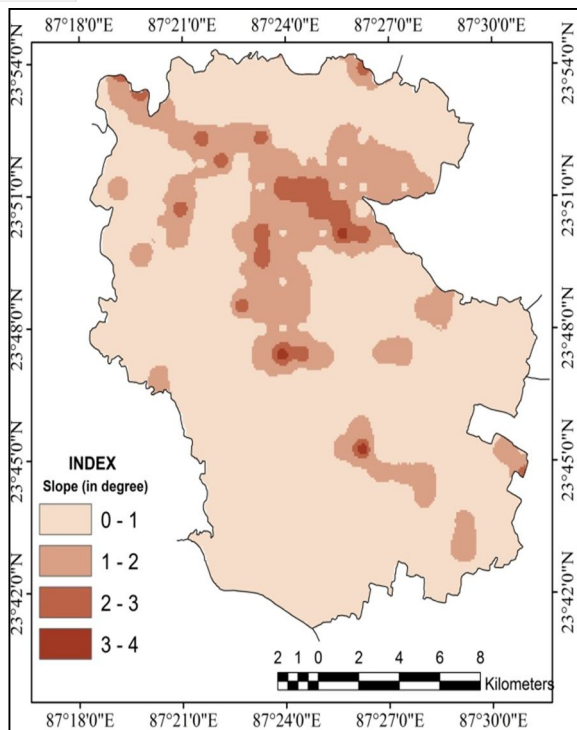 87°18'0"E 87°21'0"E 87°24'0"E 87°27'0"E 87°30'0"E
23°54'0"N 23°54'0"N
23°51'0"N 23°51'0"N
23°48'0"N 23°48'0"N
23°45'0"N 23°45'0"N
23°42'0"N 23°42'0"N
INDEX
Slope (in degree)
0 - 1
1 - 2
2 - 3
3 - 4
2 1 0 2 4 6 8
Kilometers
87°18'0"E 87°21'0"E 87°24'0"E 87°27'0"E 87°30'0"E